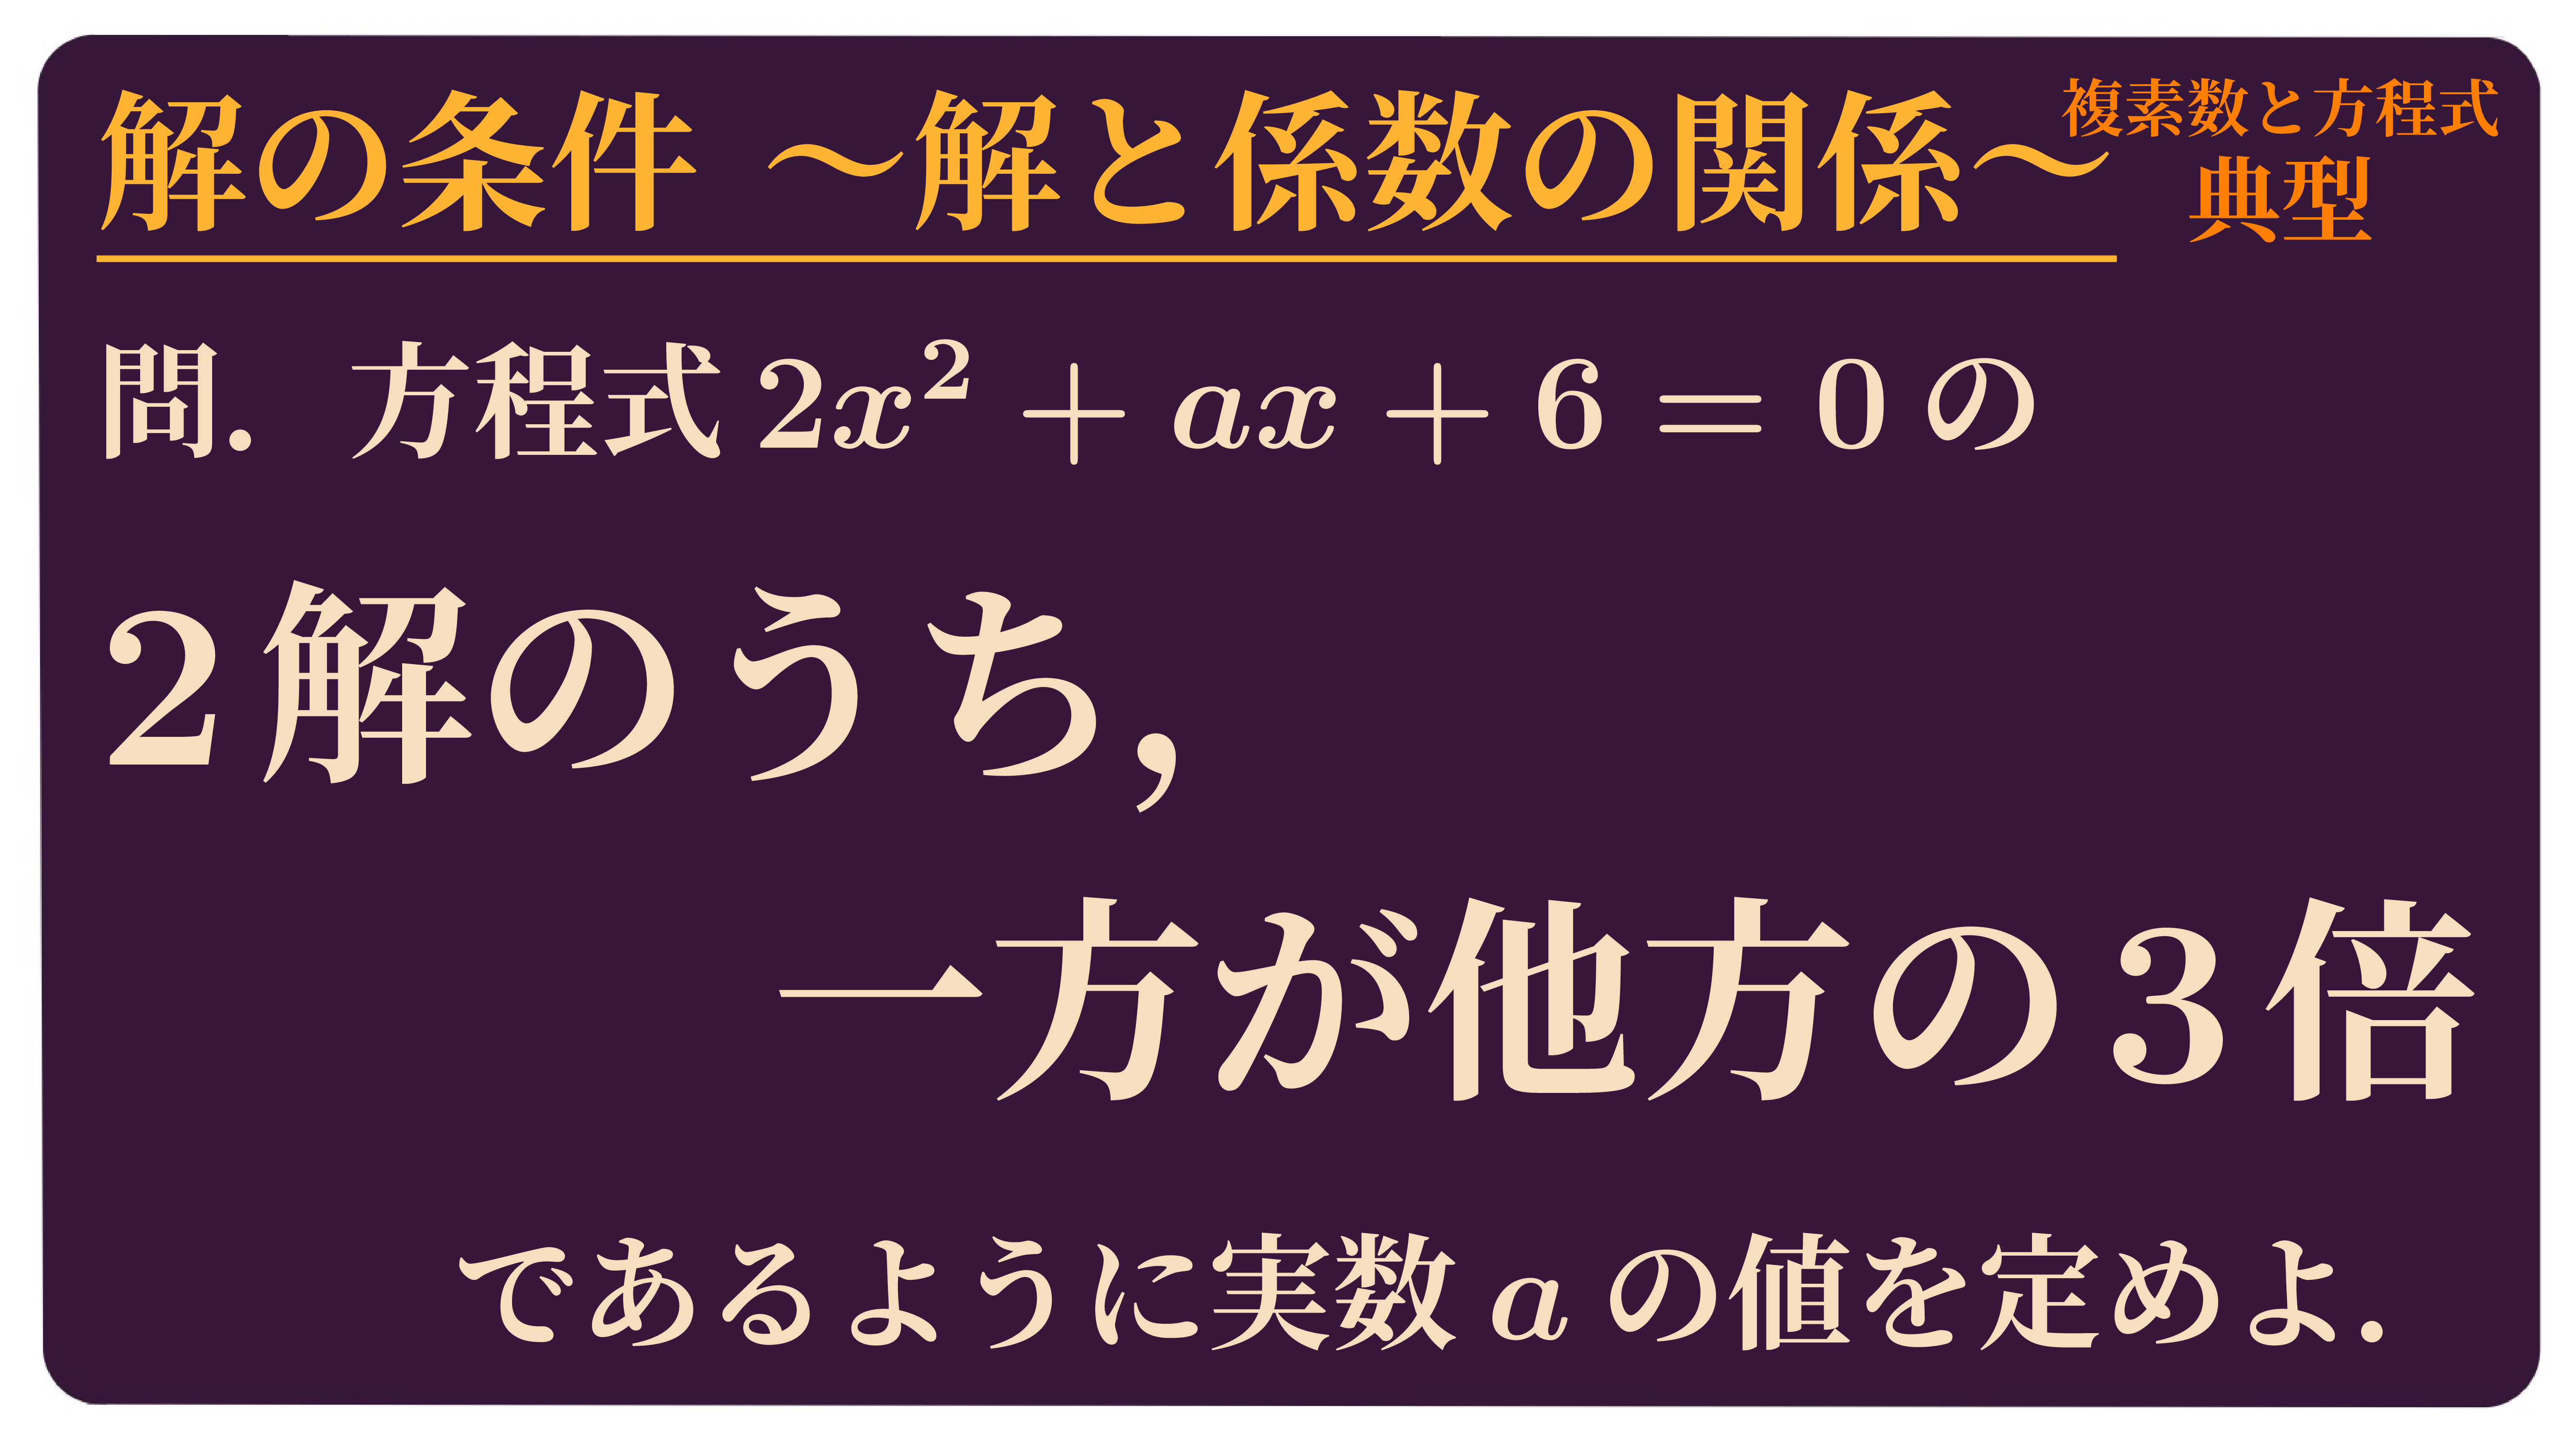 解の条件 〜解と係数の関係〜
複素数と方程式
典型
問. 方程式 2x² + ax + 6 = 0 の
2解のうち,
一方が他方の3倍
であるように実数 a の値を定めよ.